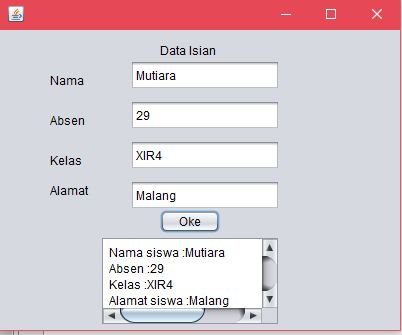 Data Isian
Nama Mutiara
Absen 29
Kelas XIR4
Alamat Malang
Oke
Nama siswa :Mutiara
Absen :29
Kelas :XIR4
Alamat siswa :Malang